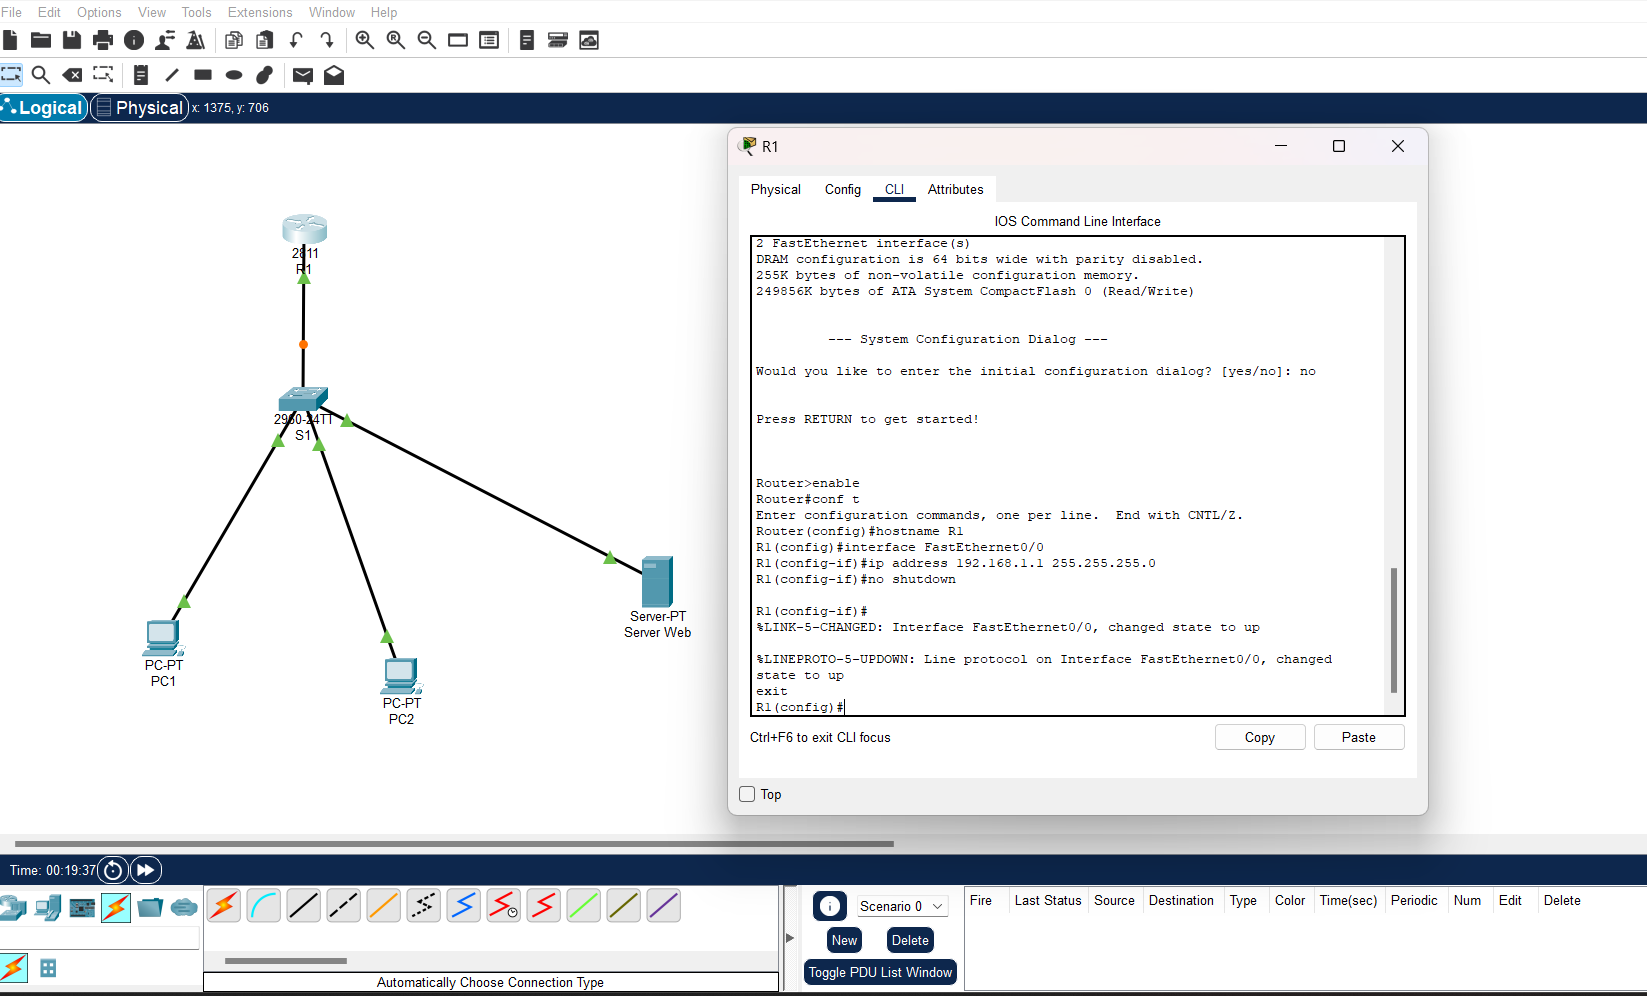 File Edit Options View Tools Extensions Window Help
Logical Physical x: 1375, y: 706
2811
R1
2960-24TT
S1
Server-PT
Server Web
PC-PT
PC1
PC-PT
PC2
R1
Physical Config CLI Attributes
IOS Command Line Interface
2 FastEthernet interface(s)
DRAM configuration is 64 bits wide with parity disabled.
255K bytes of non-volatile configuration memory.
249856K bytes of ATA System CompactFlash 0 (Read/Write)
--- System Configuration Dialog ---
Would you like to enter the initial configuration dialog? [yes/no]: no
Press RETURN to get started!
Router>enable
Router#conf t
Enter configuration commands, one per line.  End with CNTL/Z.
Router(config)#hostname R1
R1(config)#interface FastEthernet0/0
R1(config-if)#ip address 192.168.1.1 255.255.255.0
R1(config-if)#no shutdown
R1(config-if)#
%LINK-5-CHANGED: Interface FastEthernet0/0, changed state to up
%LINEPROTO-5-UPDOWN: Line protocol on Interface FastEthernet0/0, changed
state to up
exit
R1(config)#
Ctrl+F6 to exit CLI focus
Copy Paste
Top
Time: 00:19:37
Scenario 0
New Delete
Toggle PDU List Window
Fire Last Status Source Destination Type Color Time(sec) Periodic Num Edit Delete
Automatically Choose Connection Type